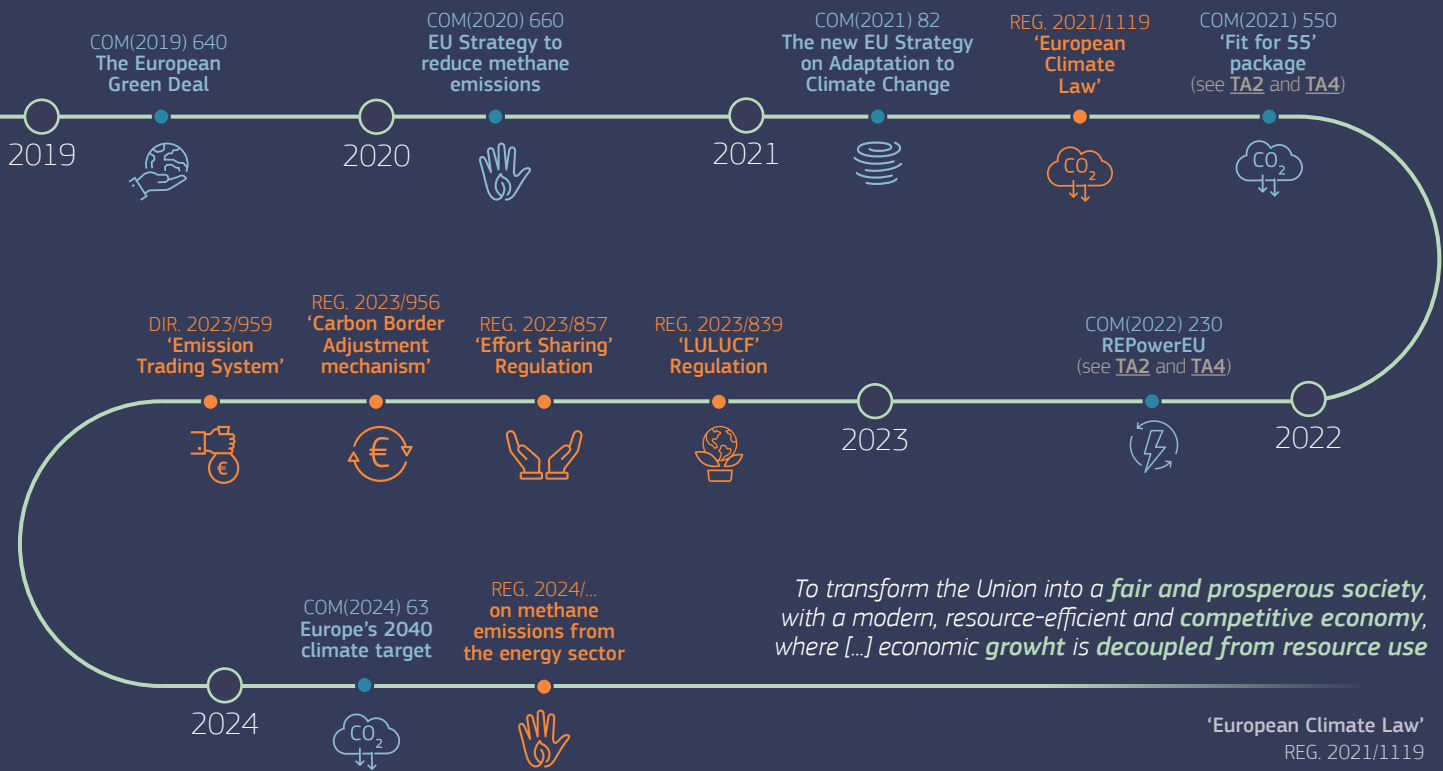 COM(2019) 640
The European
Green Deal
COM(2020) 660
EU Strategy to
reduce methane
emissions
COM(2021) 82
The new EU Strategy
on Adaptation to
Climate Change
REG. 2021/1119
‘European
Climate
Law’
COM(2021) 550
‘Fit for 55’
package
(see TA2 and TA4)
2019
2020
2021
CO2
CO2
DIR. 2023/959
‘Emission
Trading System’
REG. 2023/956
‘Carbon Border
Adjustment
mechanism’
REG. 2023/857
‘Effort Sharing’
Regulation
REG. 2023/839
‘LULUCF’
Regulation
COM(2022) 230
REPowerEU
(see TA2 and TA4)
2023
2022
€
€
COM(2024) 63
Europe’s 2040
climate target
REG. 2024/...
on methane
emissions from
the energy sector
To transform the Union into a fair and prosperous society,
with a modern, resource-efficient and competitive economy,
where [...] economic growht is decoupled from resource use
2024
CO2
‘European Climate Law’
REG. 2021/1119